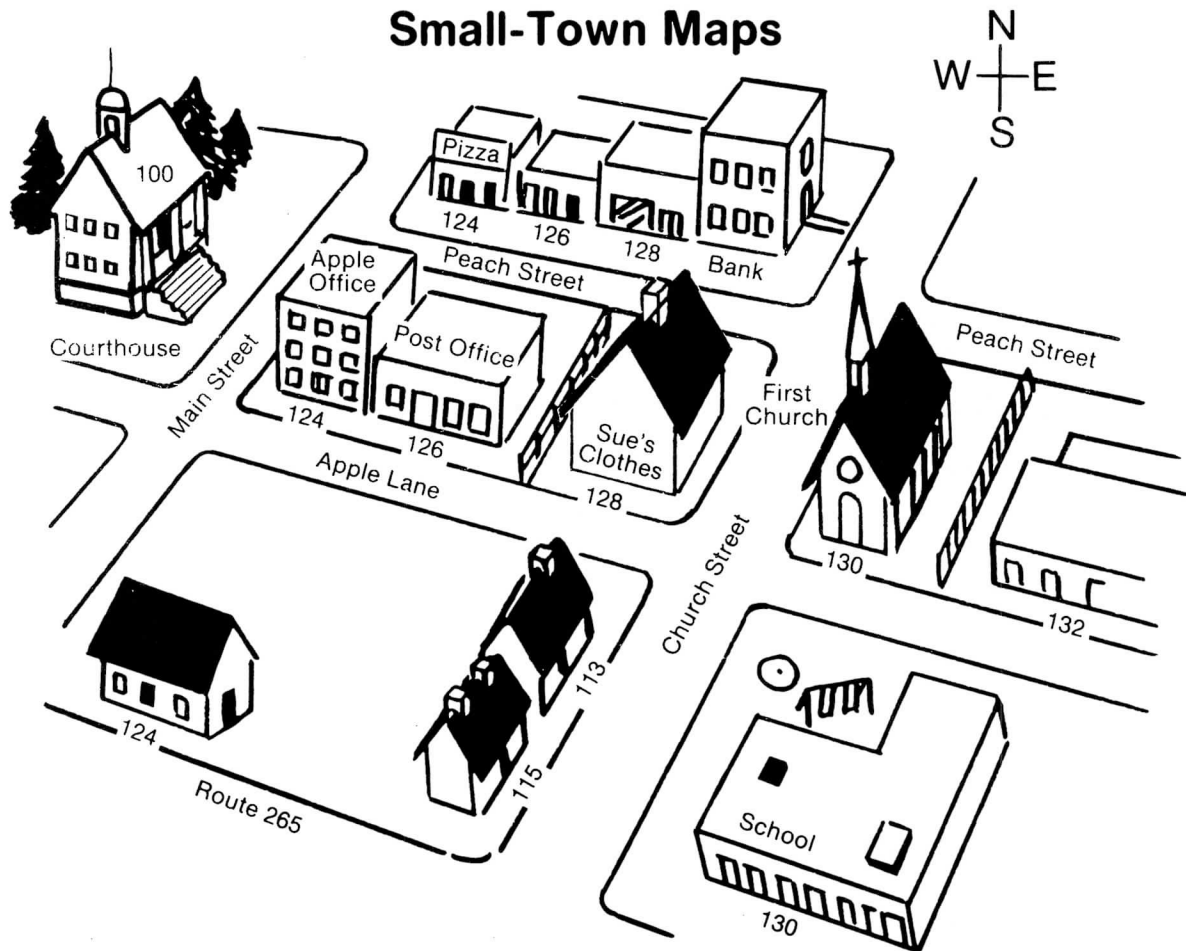 Small-Town Maps
N
W E
S
100
Pizza
124
126
128
Bank
Peach Street
Apple
Office
Post Office
Courthouse
Main Street
Peach Street
First
Church
124
126
Sue's
Clothes
128
Apple Lane
Church Street
130
132
113
115
124
Route 265
School
130